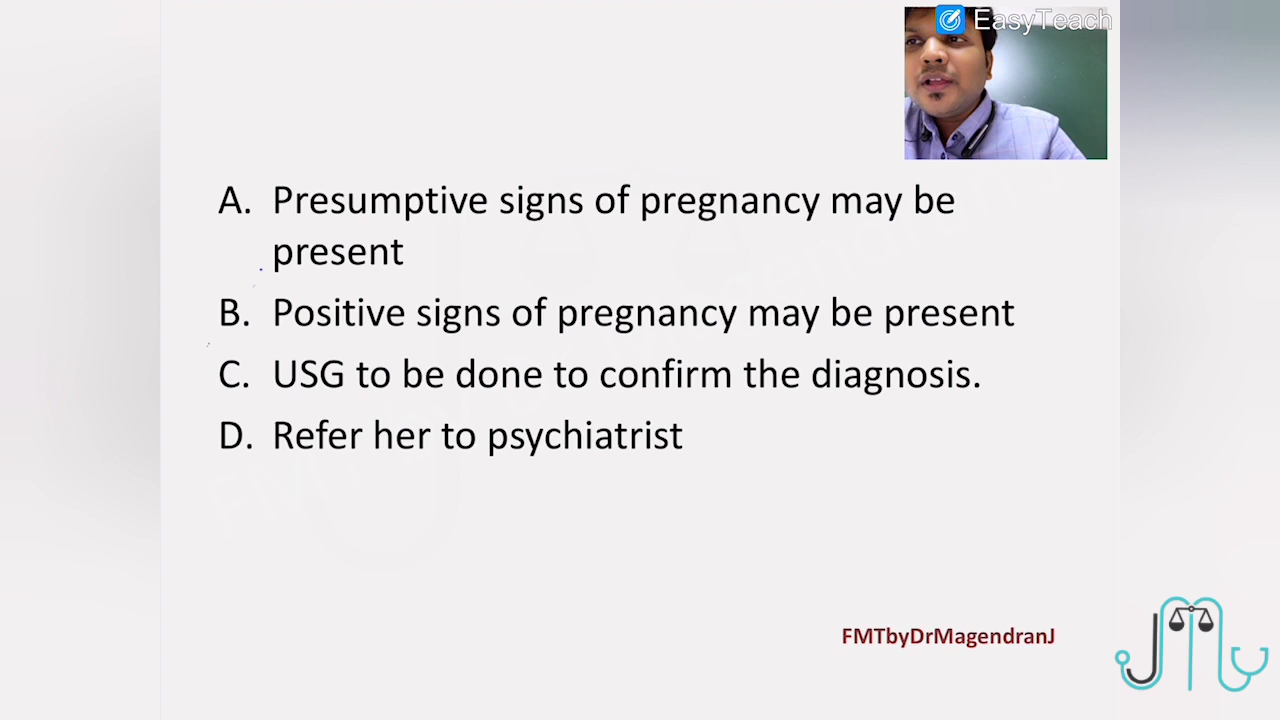 EasyTeach
A. Presumptive signs of pregnancy may be
present
B. Positive signs of pregnancy may be present
C. USG to be done to confirm the diagnosis.
D. Refer her to psychiatrist
FMTbyDrMagendranJ